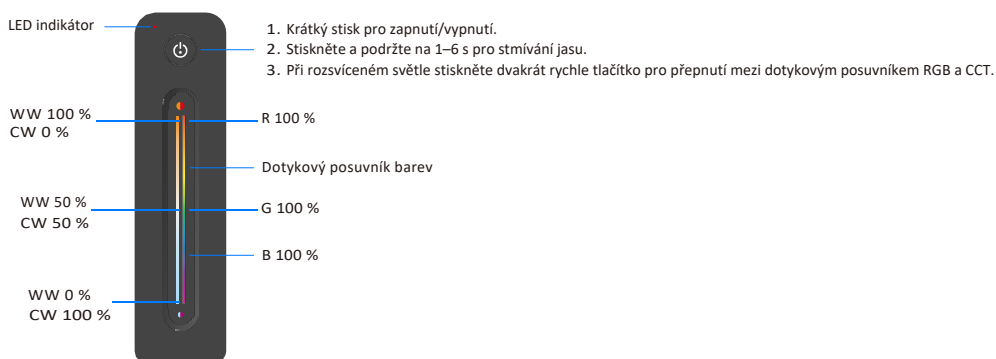 LED indikátor
1. Krátký stisk pro zapnutí/vypnutí.
2. Stiskněte a podržte na 1–6 s pro stmívání jasu.
3. Při rozsvíceném světle stiskněte dvakrát rychle tlačítko pro přepnutí mezi dotykovým posuvníkem RGB a CCT.
WW 100 %
CW 0 %
R 100 %
Dotykový posuvník barev
WW 50 %
CW 50 %
G 100 %
B 100 %
WW 0 %
CW 100 %